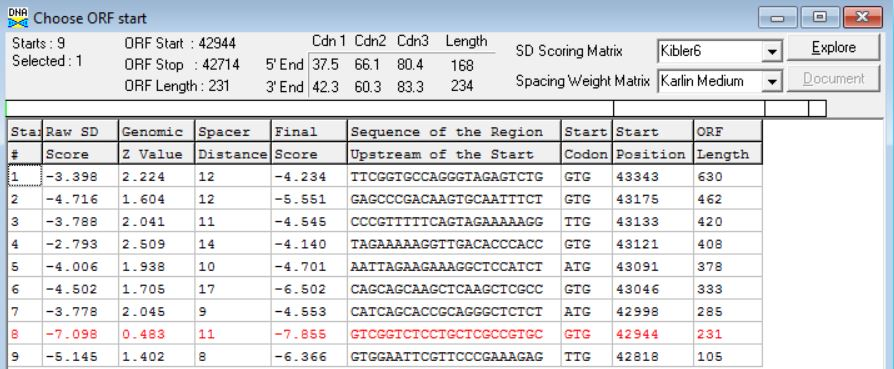 DNA Choose ORF start
Starts : 9 ORF Start : 42944 Cdn 1 Cdn2 Cdn3 Length SD Scoring Matrix Kibler6 Explore
Selected : 1 ORF Stop : 42714 5' End 37.5 66.1 80.4 168
ORF Length : 231 3' End 42.3 60.3 83.3 234 Spacing Weight Matrix Karlin Medium Document
Star Raw SD Genomic Spacer Final Sequence of the Region Start Start ORF
# Score Z Value Distance Score Upstream of the Start Codon Position Length
1 -3.398 2.224 12 -4.234 TTCGGTGCCAGGGTAGAGTCTG GTG 43343 630
2 -4.716 1.604 12 -5.551 GAGCCCGACAAGTGCAATTTCT GTG 43175 462
3 -3.788 2.041 11 -4.545 CCCGTTTTTCAGTAGAAAAAGG TTG 43133 420
4 -2.793 2.509 14 -4.140 TAGAAAAAGGTTGACACCCACC GTG 43121 408
5 -4.006 1.938 10 -4.701 AATTAGAAGAAAGGCTCCATCT ATG 43091 378
6 -4.502 1.705 17 -6.502 CAGCAGCAAGCTCAAGCTCGCC GTG 43046 333
7 -3.778 2.045 9 -4.553 CATCAGCACCGCAGGGCTCTCT ATG 42998 285
8 -7.098 0.483 11 -7.855 GTCGGTCTCCTGCTCGCCGTGC GTG 42944 231
9 -5.145 1.402 8 -6.366 GTGGAATTCGTTCCCGAAAGAG TTG 42818 105